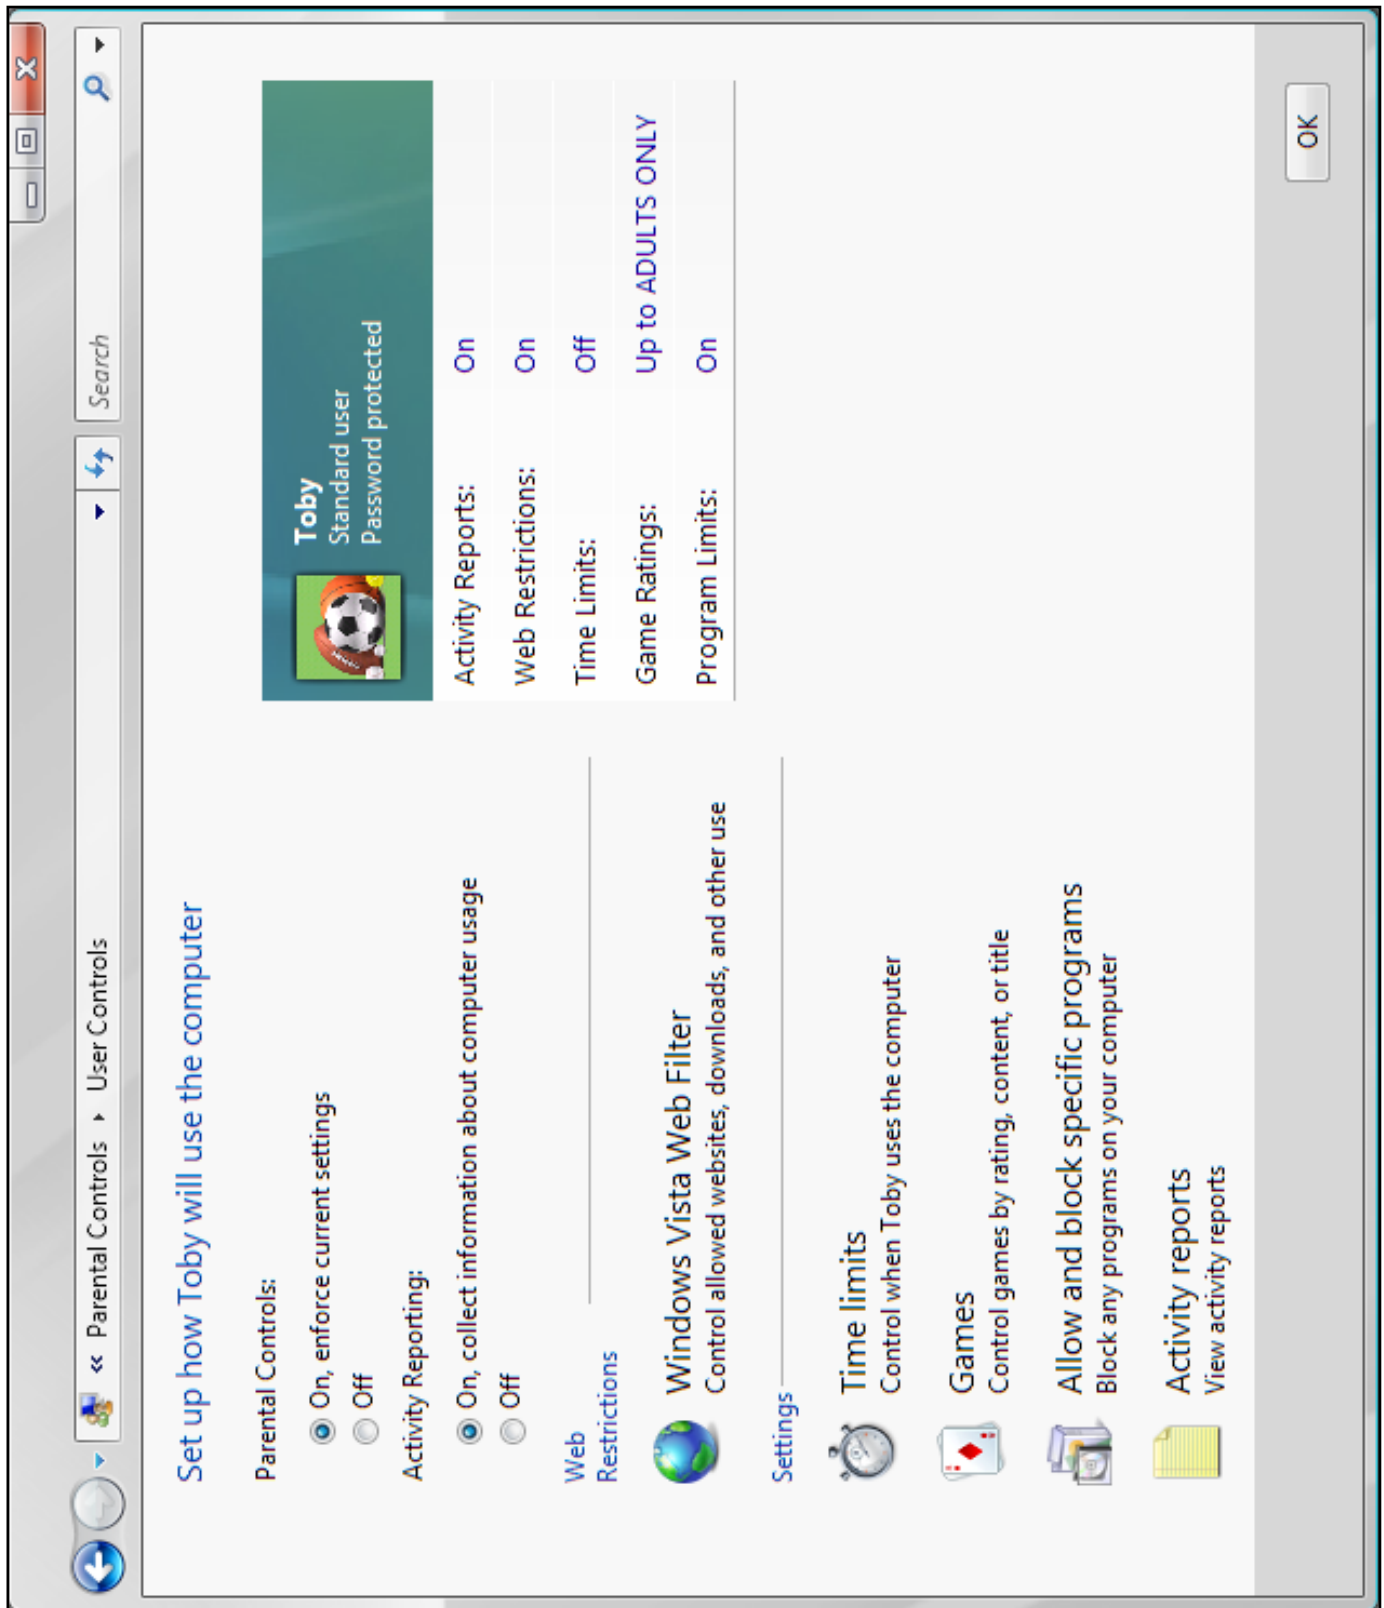 « Parental Controls ▸ User Controls
Search
Set up how Toby will use the computer
Parental Controls:
On, enforce current settings
Off
Activity Reporting:
On, collect information about computer usage
Off
Web
Restrictions
Windows Vista Web Filter
Control allowed websites, downloads, and other use
Settings
Time limits
Control when Toby uses the computer
Games
Control games by rating, content, or title
Allow and block specific programs
Block any programs on your computer
Activity reports
View activity reports
Toby
Standard user
Password protected
Activity Reports: On
Web Restrictions: On
Time Limits: Off
Game Ratings: Up to ADULTS ONLY
Program Limits: On
OK